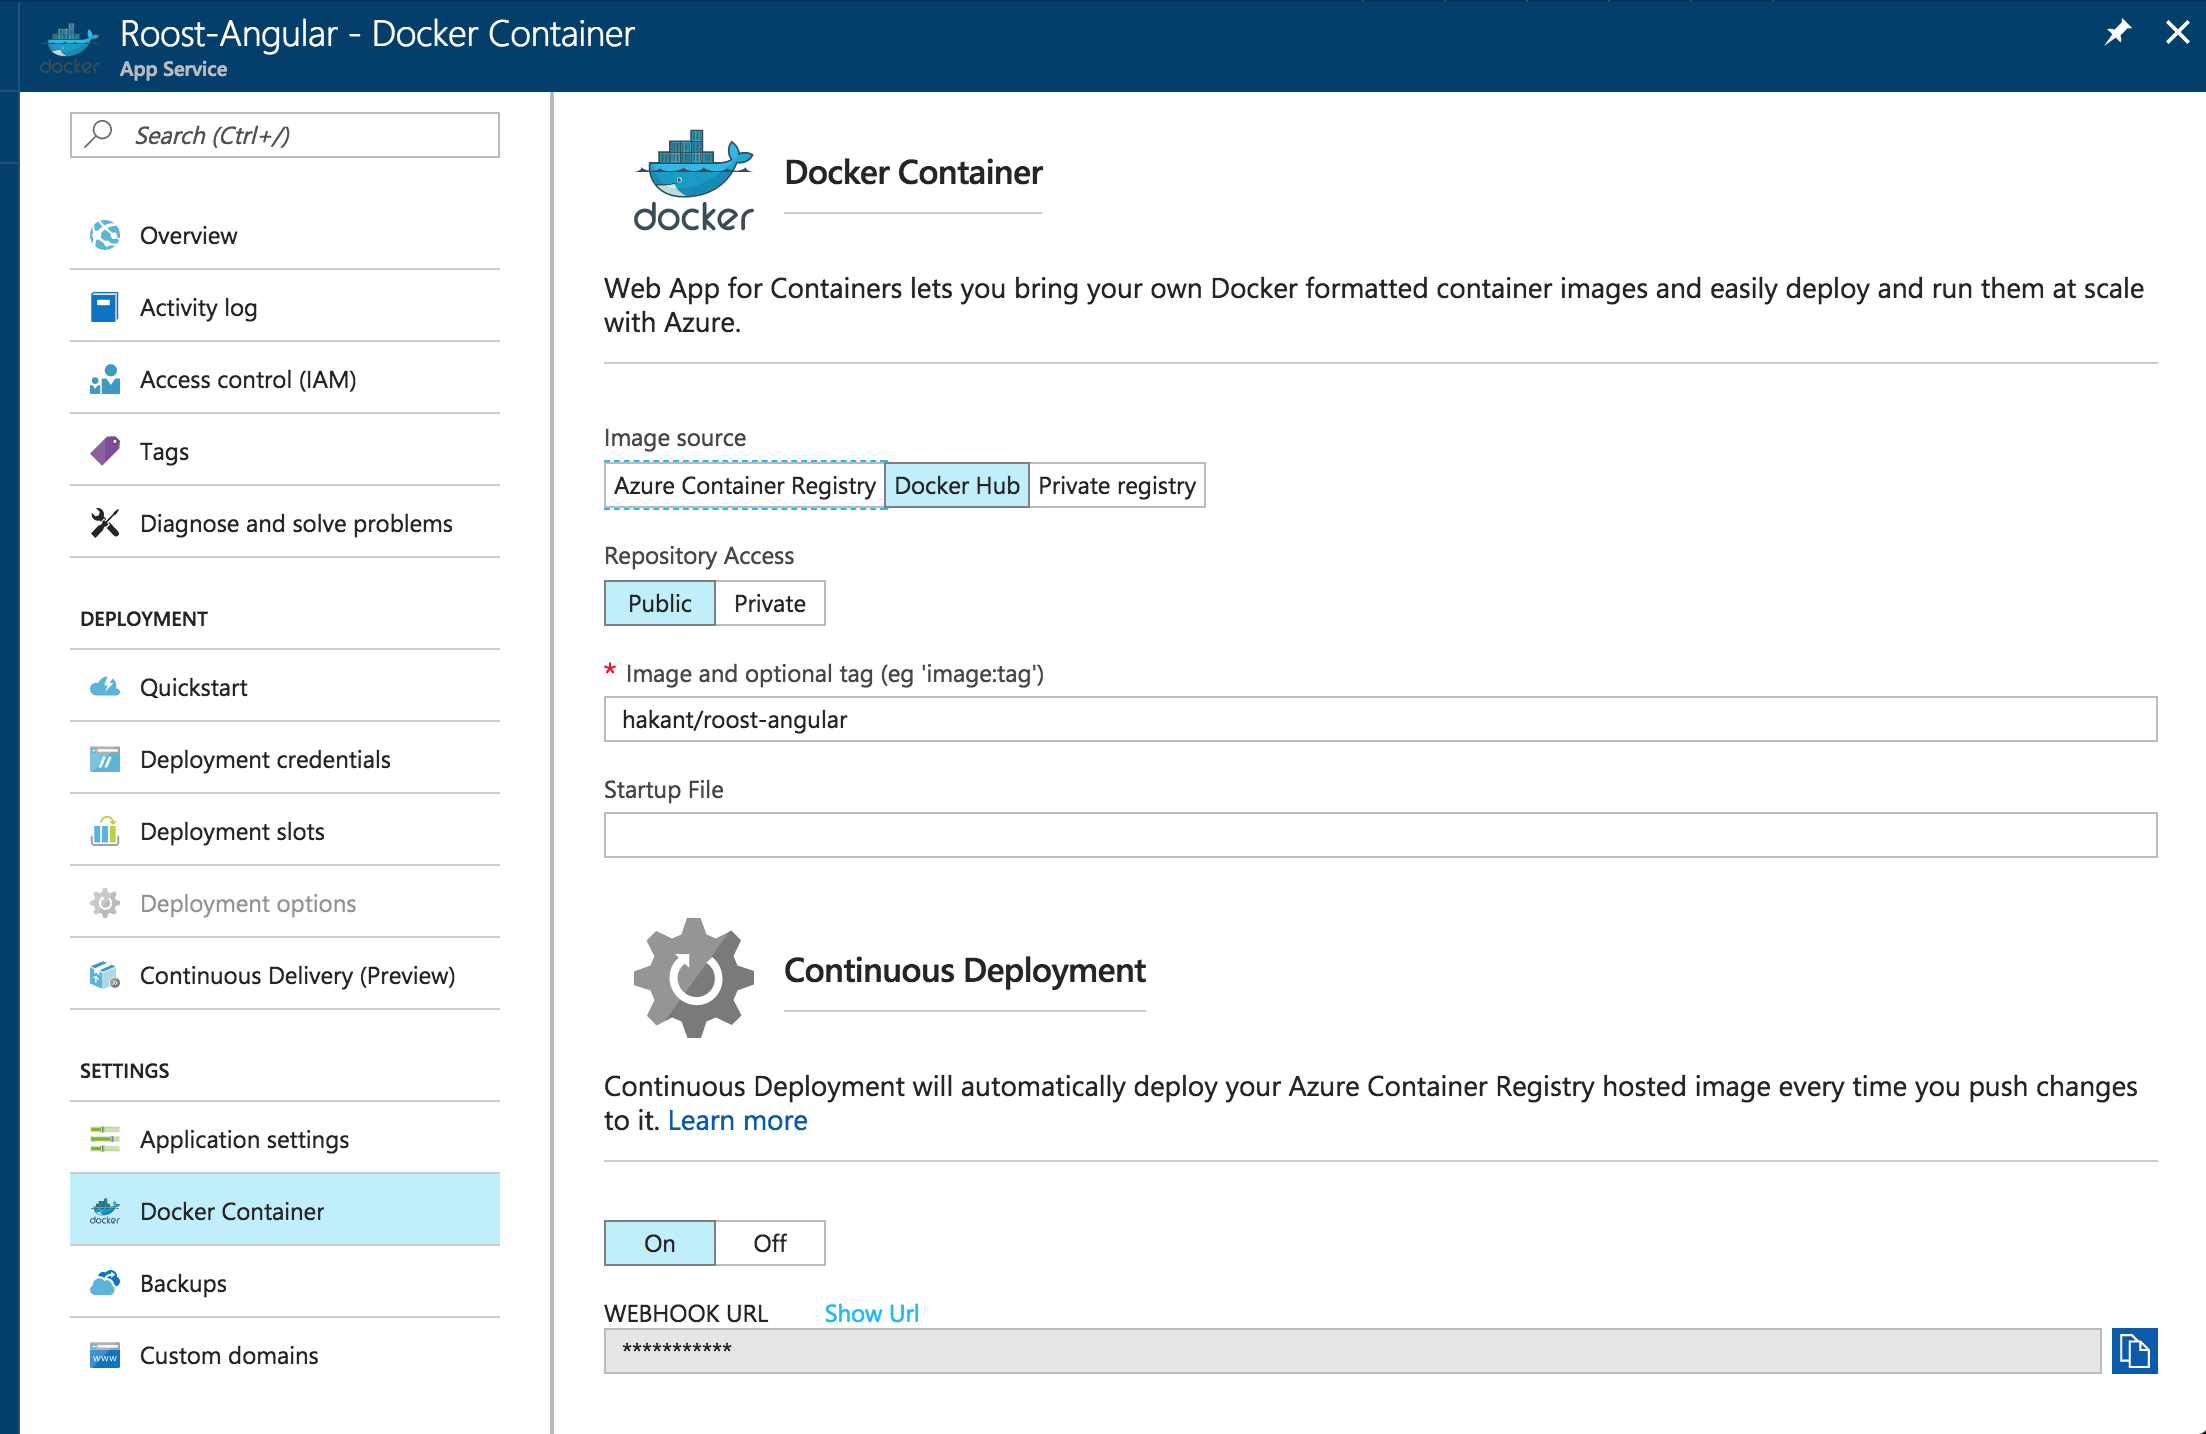 docker
Roost-Angular - Docker Container
App Service
Search (Ctrl+/)
Overview
Activity log
Access control (IAM)
Tags
Diagnose and solve problems
DEPLOYMENT
Quickstart
Deployment credentials
Deployment slots
Deployment options
Continuous Delivery (Preview)
SETTINGS
Application settings
docker
Docker Container
Backups
www
Custom domains
docker
Docker Container
Web App for Containers lets you bring your own Docker formatted container images and easily deploy and run them at scale
with Azure.
Image source
Azure Container Registry Docker Hub Private registry
Repository Access
Public Private
* Image and optional tag (eg 'image:tag')
hakant/roost-angular
Startup File
Continuous Deployment
Continuous Deployment will automatically deploy your Azure Container Registry hosted image every time you push changes
to it. Learn more
On Off
WEBHOOK URL Show Url
***********